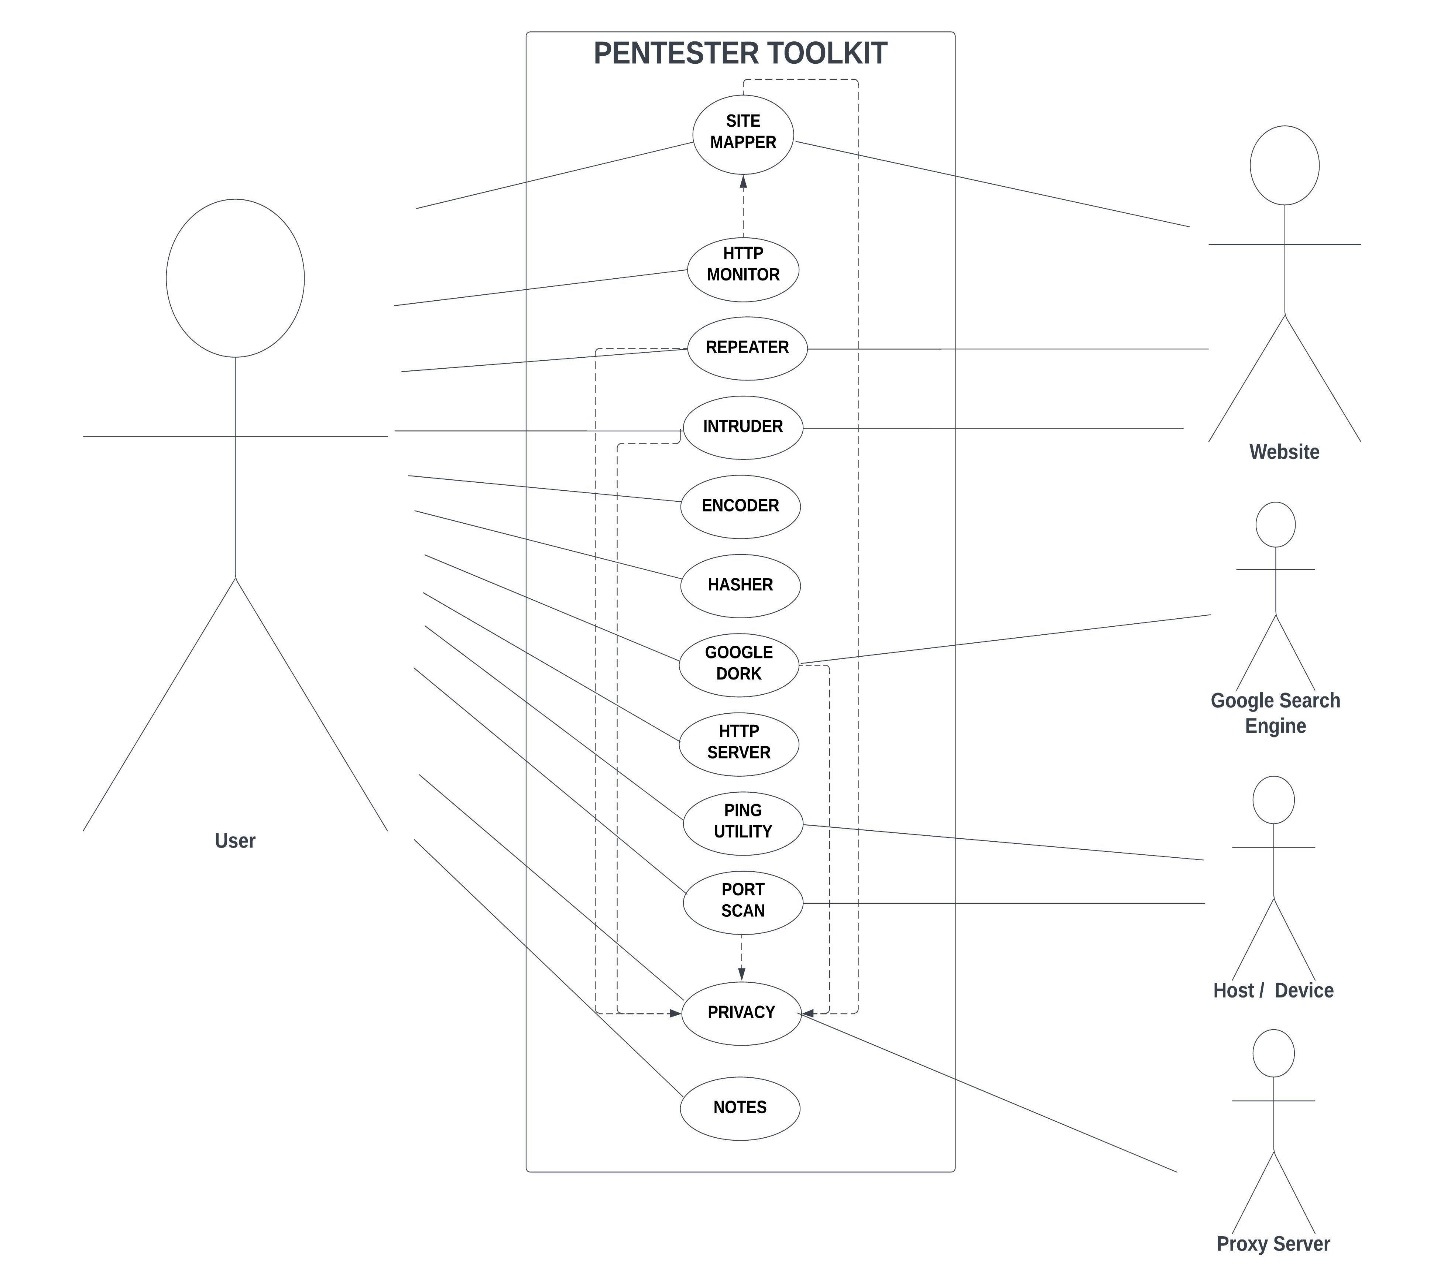 PENTESTER TOOLKIT
SITE
MAPPER
HTTP
MONITOR
REPEATER
INTRUDER
ENCODER
HASHER
GOOGLE
DORK
HTTP
SERVER
PING
UTILITY
PORT
SCAN
PRIVACY
NOTES
User
Website
Google Search
Engine
Host /  Device
Proxy Server